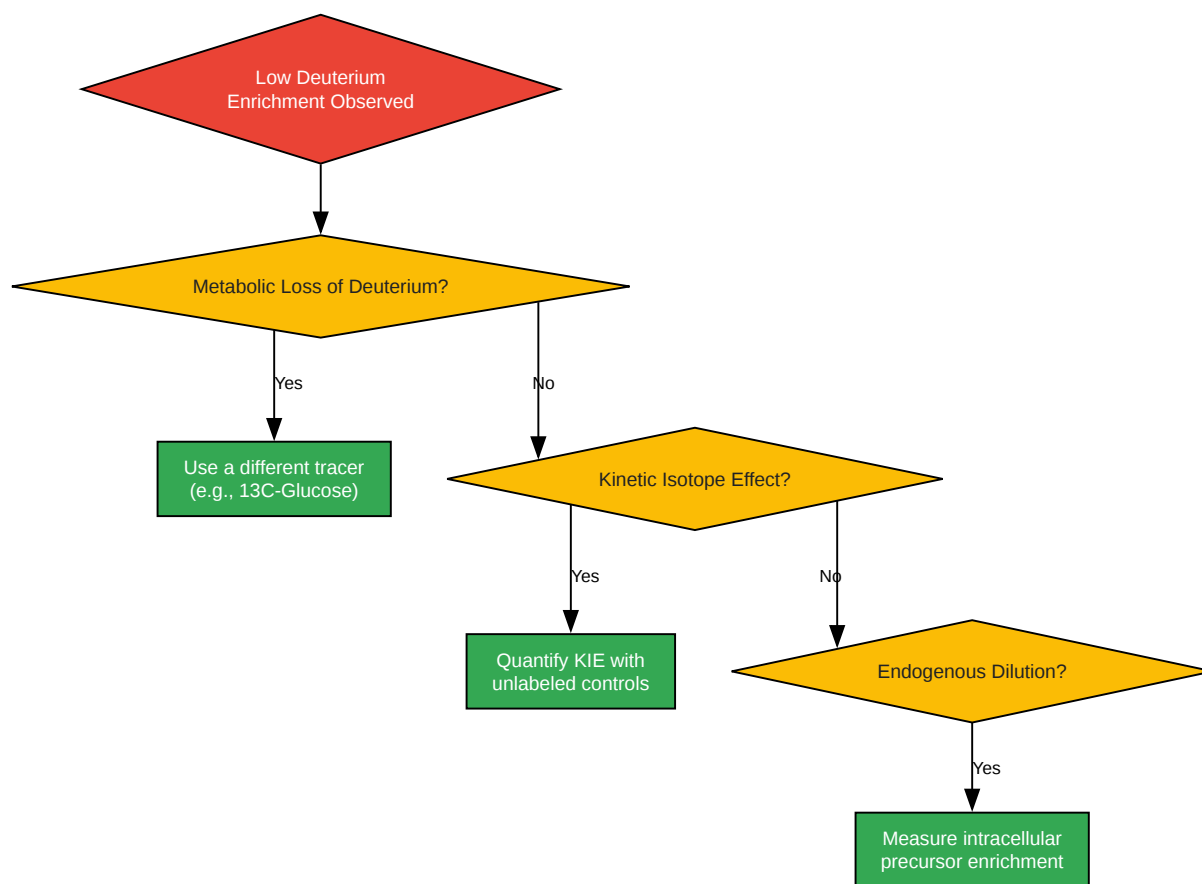 Low Deuterium
Enrichment Observed
Metabolic Loss of Deuterium?
Yes
No
Use a different tracer
(e.g., 13C-Glucose)
Kinetic Isotope Effect?
Yes
No
Quantify KIE with
unlabeled controls
Endogenous Dilution?
Yes
Measure intracellular
precursor enrichment